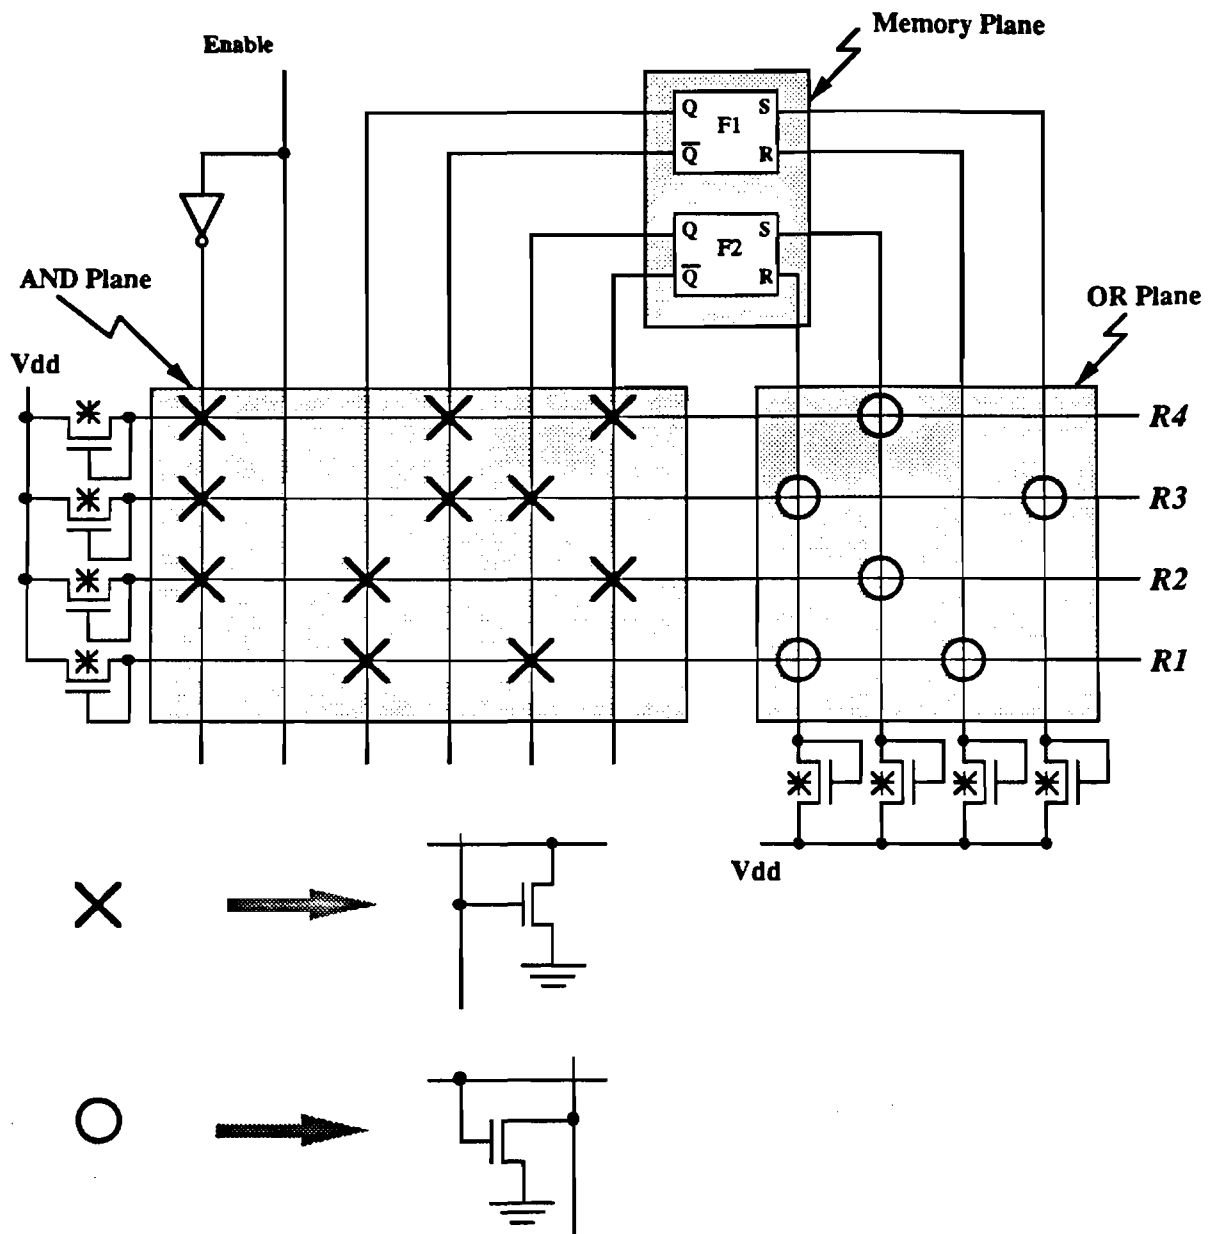 Memory Plane
Enable
Q S
F1
Q̅ R
Q S
F2
Q̅ R
AND Plane
OR Plane
Vdd
R4
R3
R2
R1
Vdd